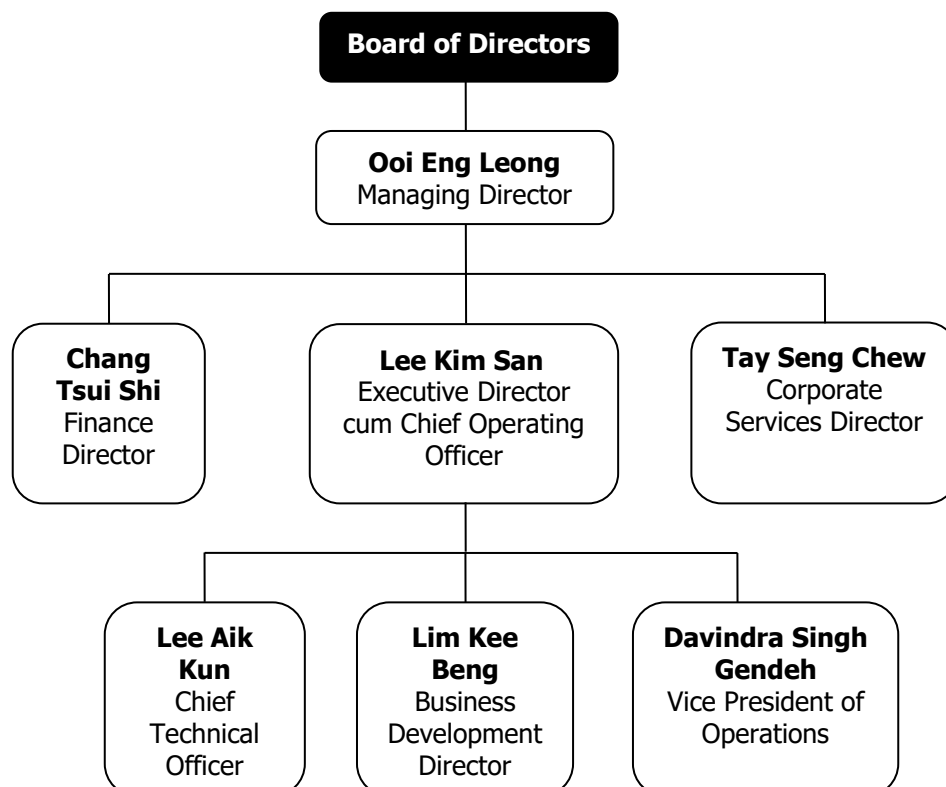 Board of Directors
Ooi Eng Leong
Managing Director
Chang
Tsui Shi
Finance
Director
Lee Kim San
Executive Director
cum Chief Operating
Officer
Tay Seng Chew
Corporate
Services Director
Lee Aik
Kun
Chief
Technical
Officer
Lim Kee
Beng
Business
Development
Director
Davindra Singh
Gendeh
Vice President of
Operations